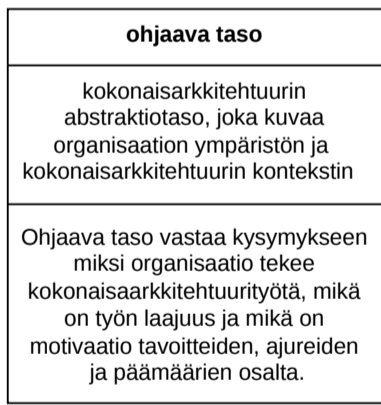 ohjaava taso
kokonaisarkkitehtuurin
abstraktiotaso, joka kuvaa
organisaation ympäristön ja
kokonaisarkkitehtuurin kontekstin
Ohjaava taso vastaa kysymykseen
miksi organisaatio tekee
kokonaisaarkkitehtuurityötä, mikä
on työn laajuus ja mikä on
motivaatio tavoitteiden, ajureiden
ja päämäärien osalta.